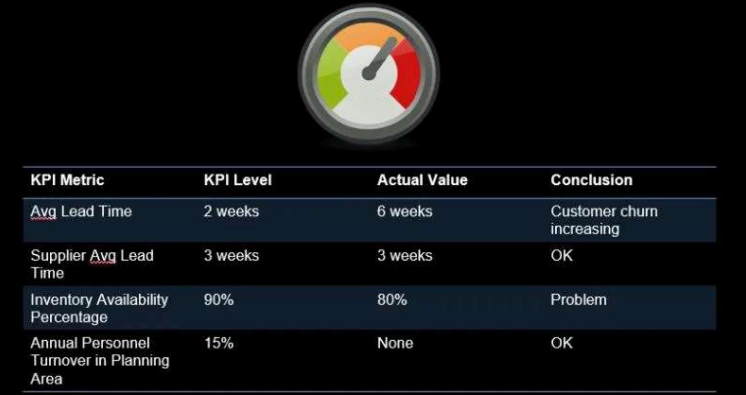 KPI Metric KPI Level Actual Value Conclusion
Avg Lead Time 2 weeks 6 weeks Customer churn
increasing
Supplier Avg Lead 3 weeks 3 weeks OK
Time
Inventory Availability 90% 80% Problem
Percentage
Annual Personnel 15% None OK
Turnover in Planning
Area